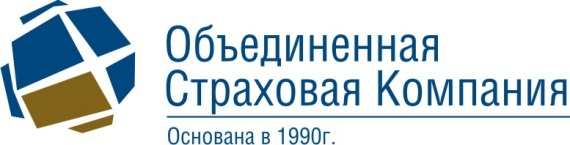 Объединенная
Страховая Компания
Основана в 1990г.